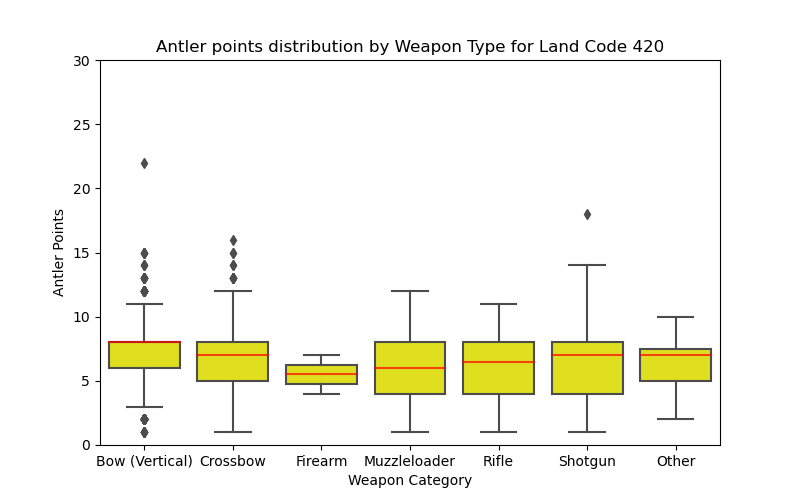 Antler points distribution by Weapon Type for Land Code 420
30
25
20
15
10
5
0
Antler Points
Bow (Vertical) Crossbow Firearm Muzzleloader Rifle Shotgun Other
Weapon Category